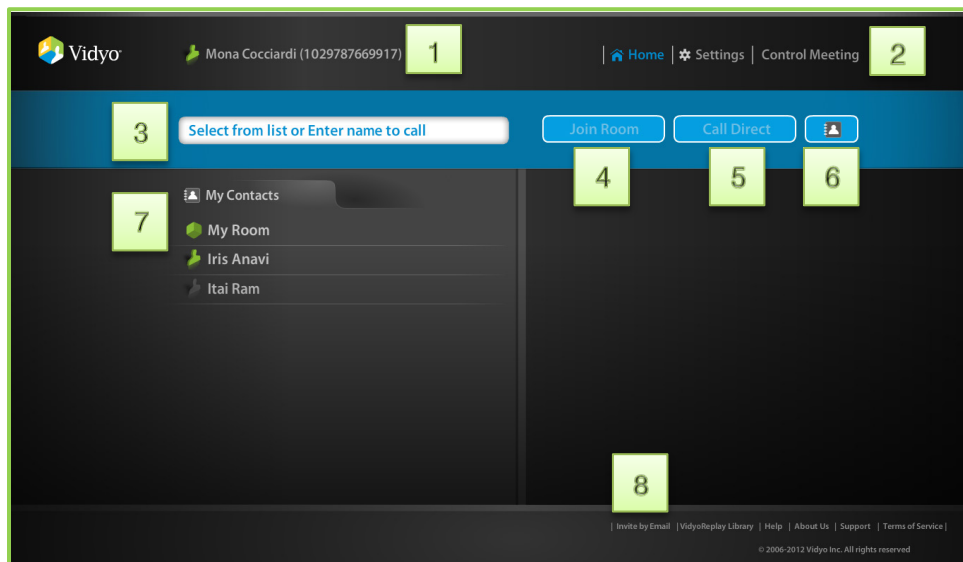 Vidyo
Mona Cocciardi (1029787669917)
1
| Home | Settings | Control Meeting
2
3
Select from list or Enter name to call
Join Room
Call Direct
4
5
6
7
My Contacts
My Room
Iris Anavi
Itai Ram
8
| Invite by Email | VidyoReplay Library | Help | About Us | Support | Terms of Service |
© 2006-2012 Vidyo Inc. All rights reserved